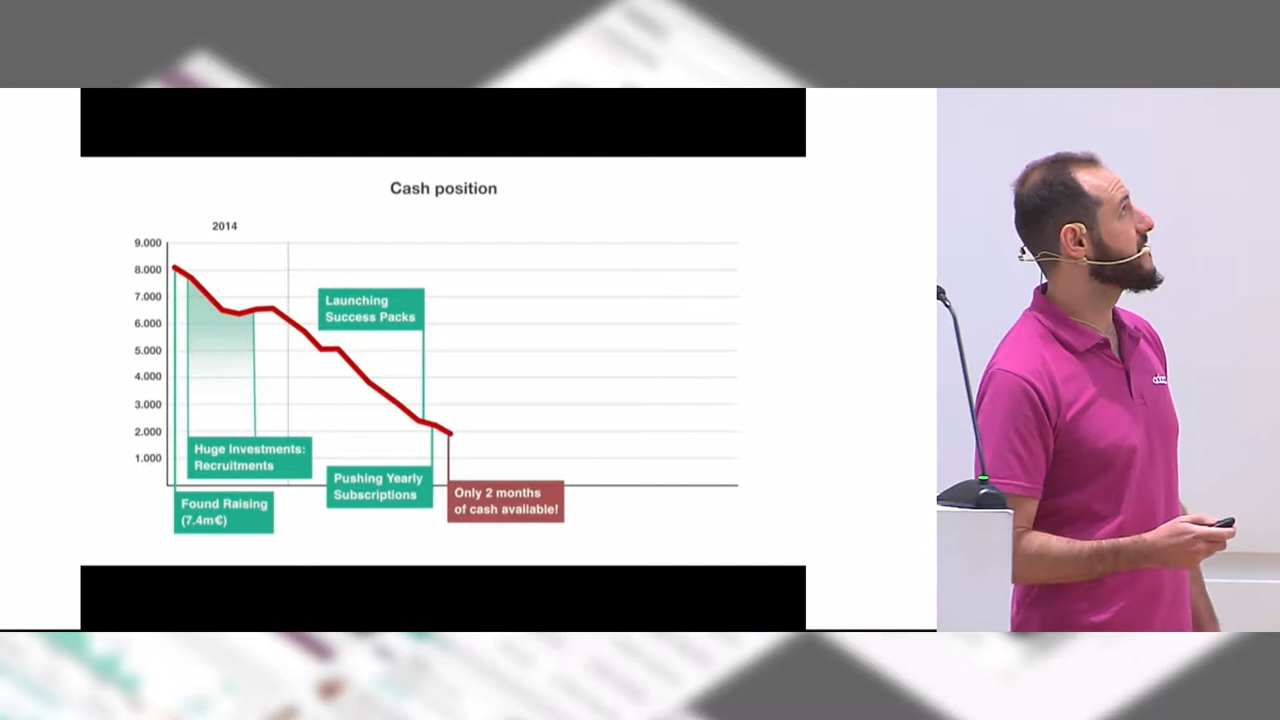 Cash position
2014
9.000
8.000
7.000
6.000
5.000
4.000
3.000
2.000
1.000
Launching
Success Packs
Huge Investments:
Recruitments
Pushing Yearly
Subscriptions
Only 2 months
of cash available!
Found Raising
(7.4m€)